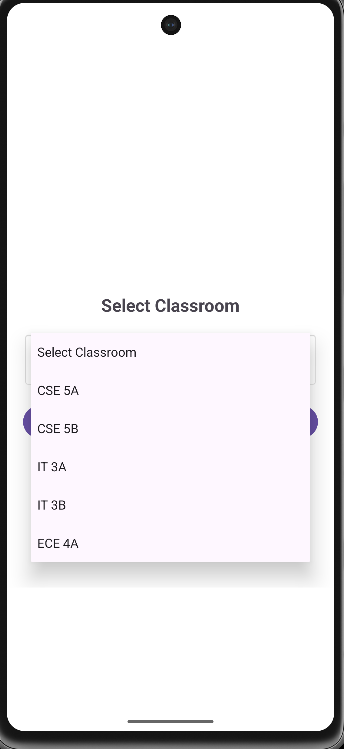 Select Classroom
Select Classroom
CSE 5A
CSE 5B
IT 3A
IT 3B
ECE 4A